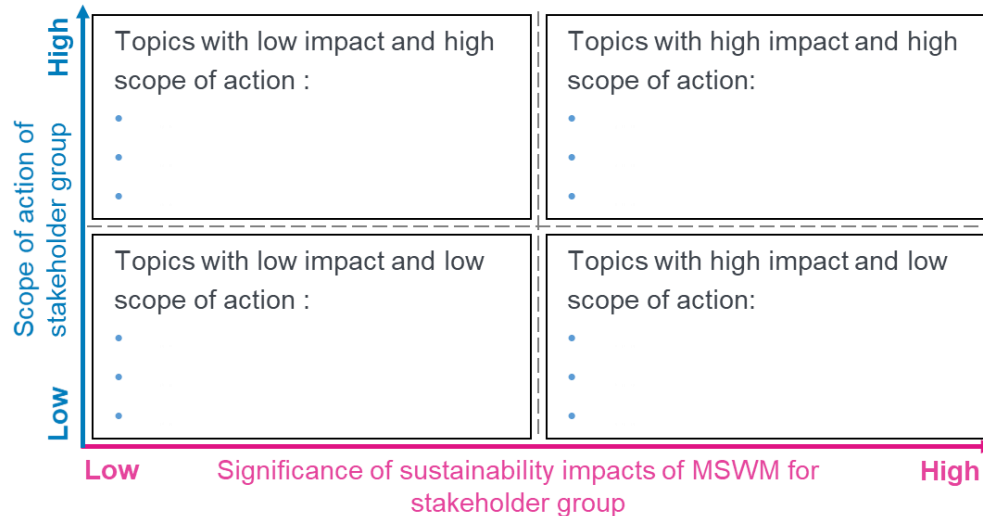 High
Scope of action of
stakeholder group
Low
Topics with low impact and high
scope of action :
•
•
•
Topics with high impact and high
scope of action:
•
•
•
Topics with low impact and low
scope of action :
•
•
•
Topics with high impact and low
scope of action:
•
•
•
Low
Significance of sustainability impacts of MSWM for
stakeholder group
High